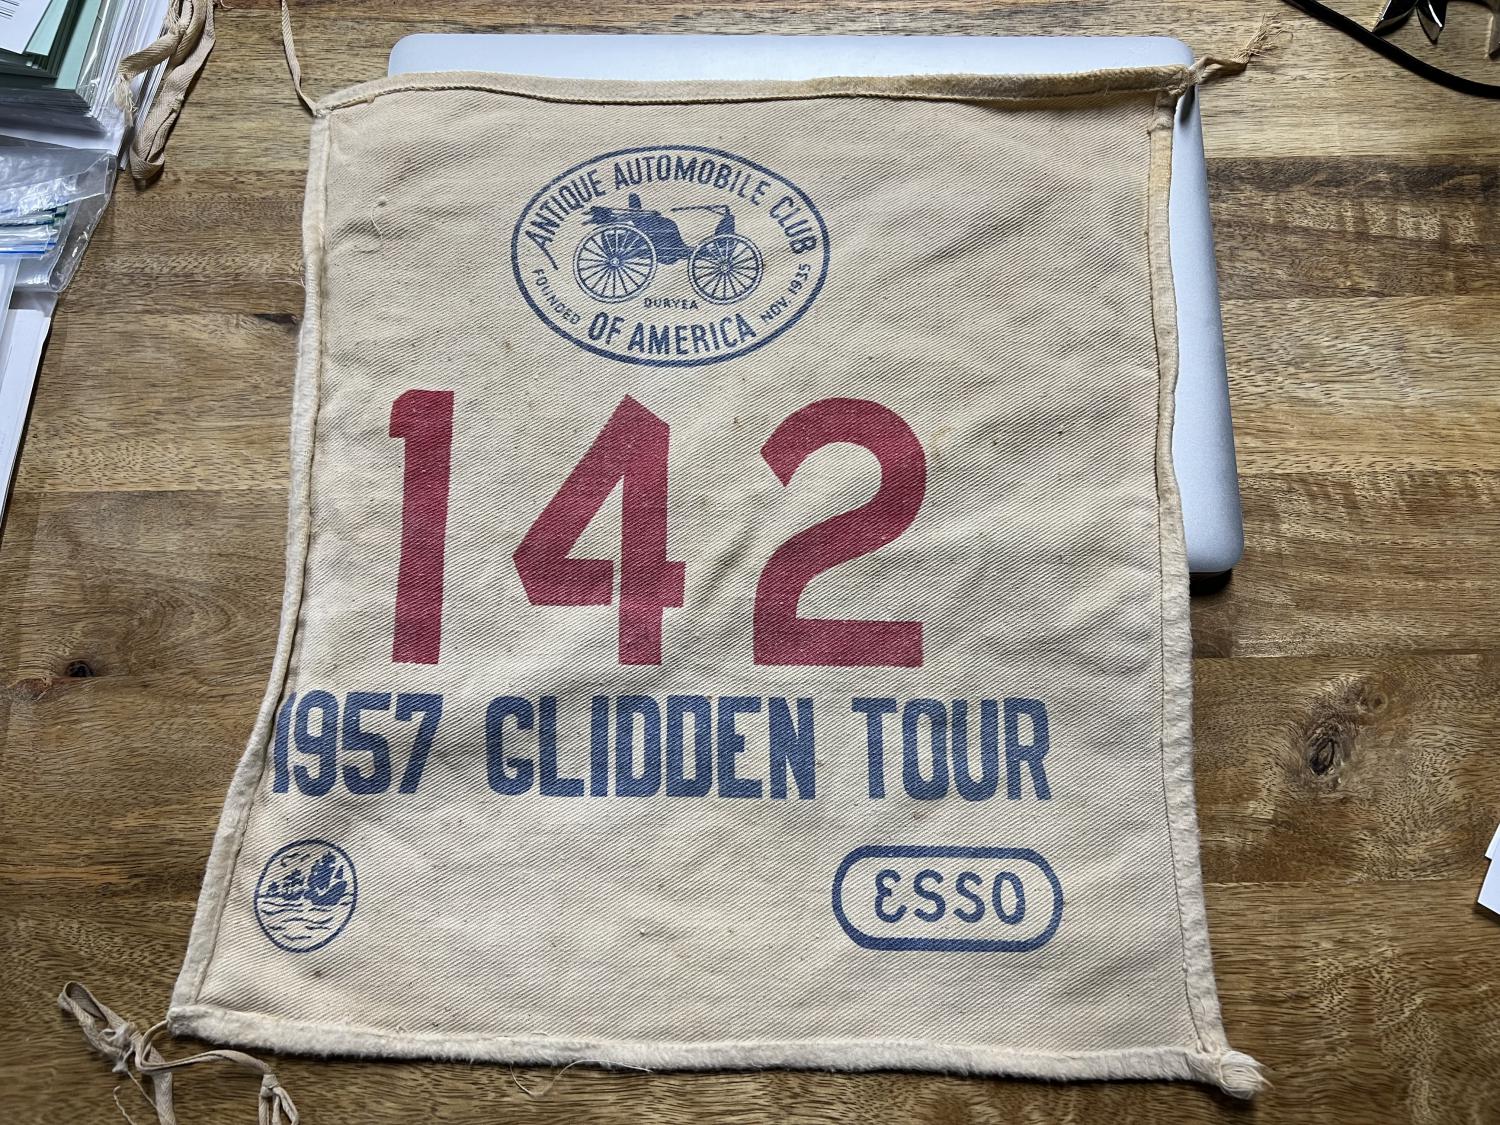 ANTIQUE AUTOMOBILE CLUB
DURYEA
FOUNDED NOV. 1935
OF AMERICA
142
1957 GLIDDEN TOUR
ESSO